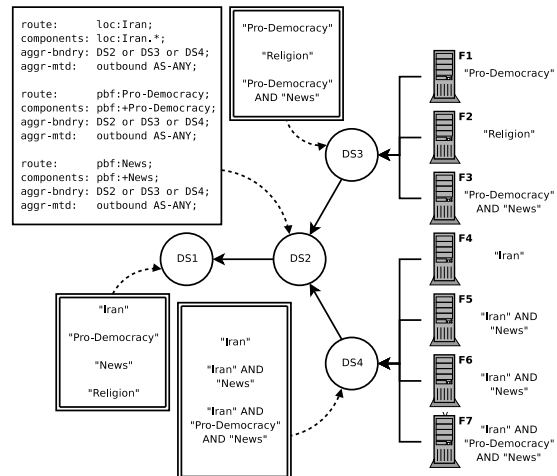 route: loc:Iran;
components: loc:Iran.*;
aggr-bndry: DS2 or DS3 or DS4;
aggr-mtd: outbound AS-ANY;
route: pbf:Pro-Democracy;
components: pbf:+Pro-Democracy;
aggr-bndry: DS2 or DS3 or DS4;
aggr-mtd: outbound AS-ANY;
route: pbf:News;
components: pbf:+News;
aggr-bndry: DS2 or DS3 or DS4;
aggr-mtd: outbound AS-ANY;
"Pro-Democracy"
"Religion"
"Pro-Democracy"
AND "News"
F1
"Pro-Democracy"
F2
"Religion"
F3
"Pro-Democracy"
AND "News"
DS3
DS1
DS2
DS4
F4
"Iran"
F5
"Iran" AND
"News"
F6
"Iran" AND
"News"
F7
"Iran" AND
"Pro-Democracy"
AND "News"
"Iran"
"Pro-Democracy"
"News"
"Religion"
"Iran"
"Iran" AND
"News"
"Iran" AND
"Pro-Democracy"
AND "News"